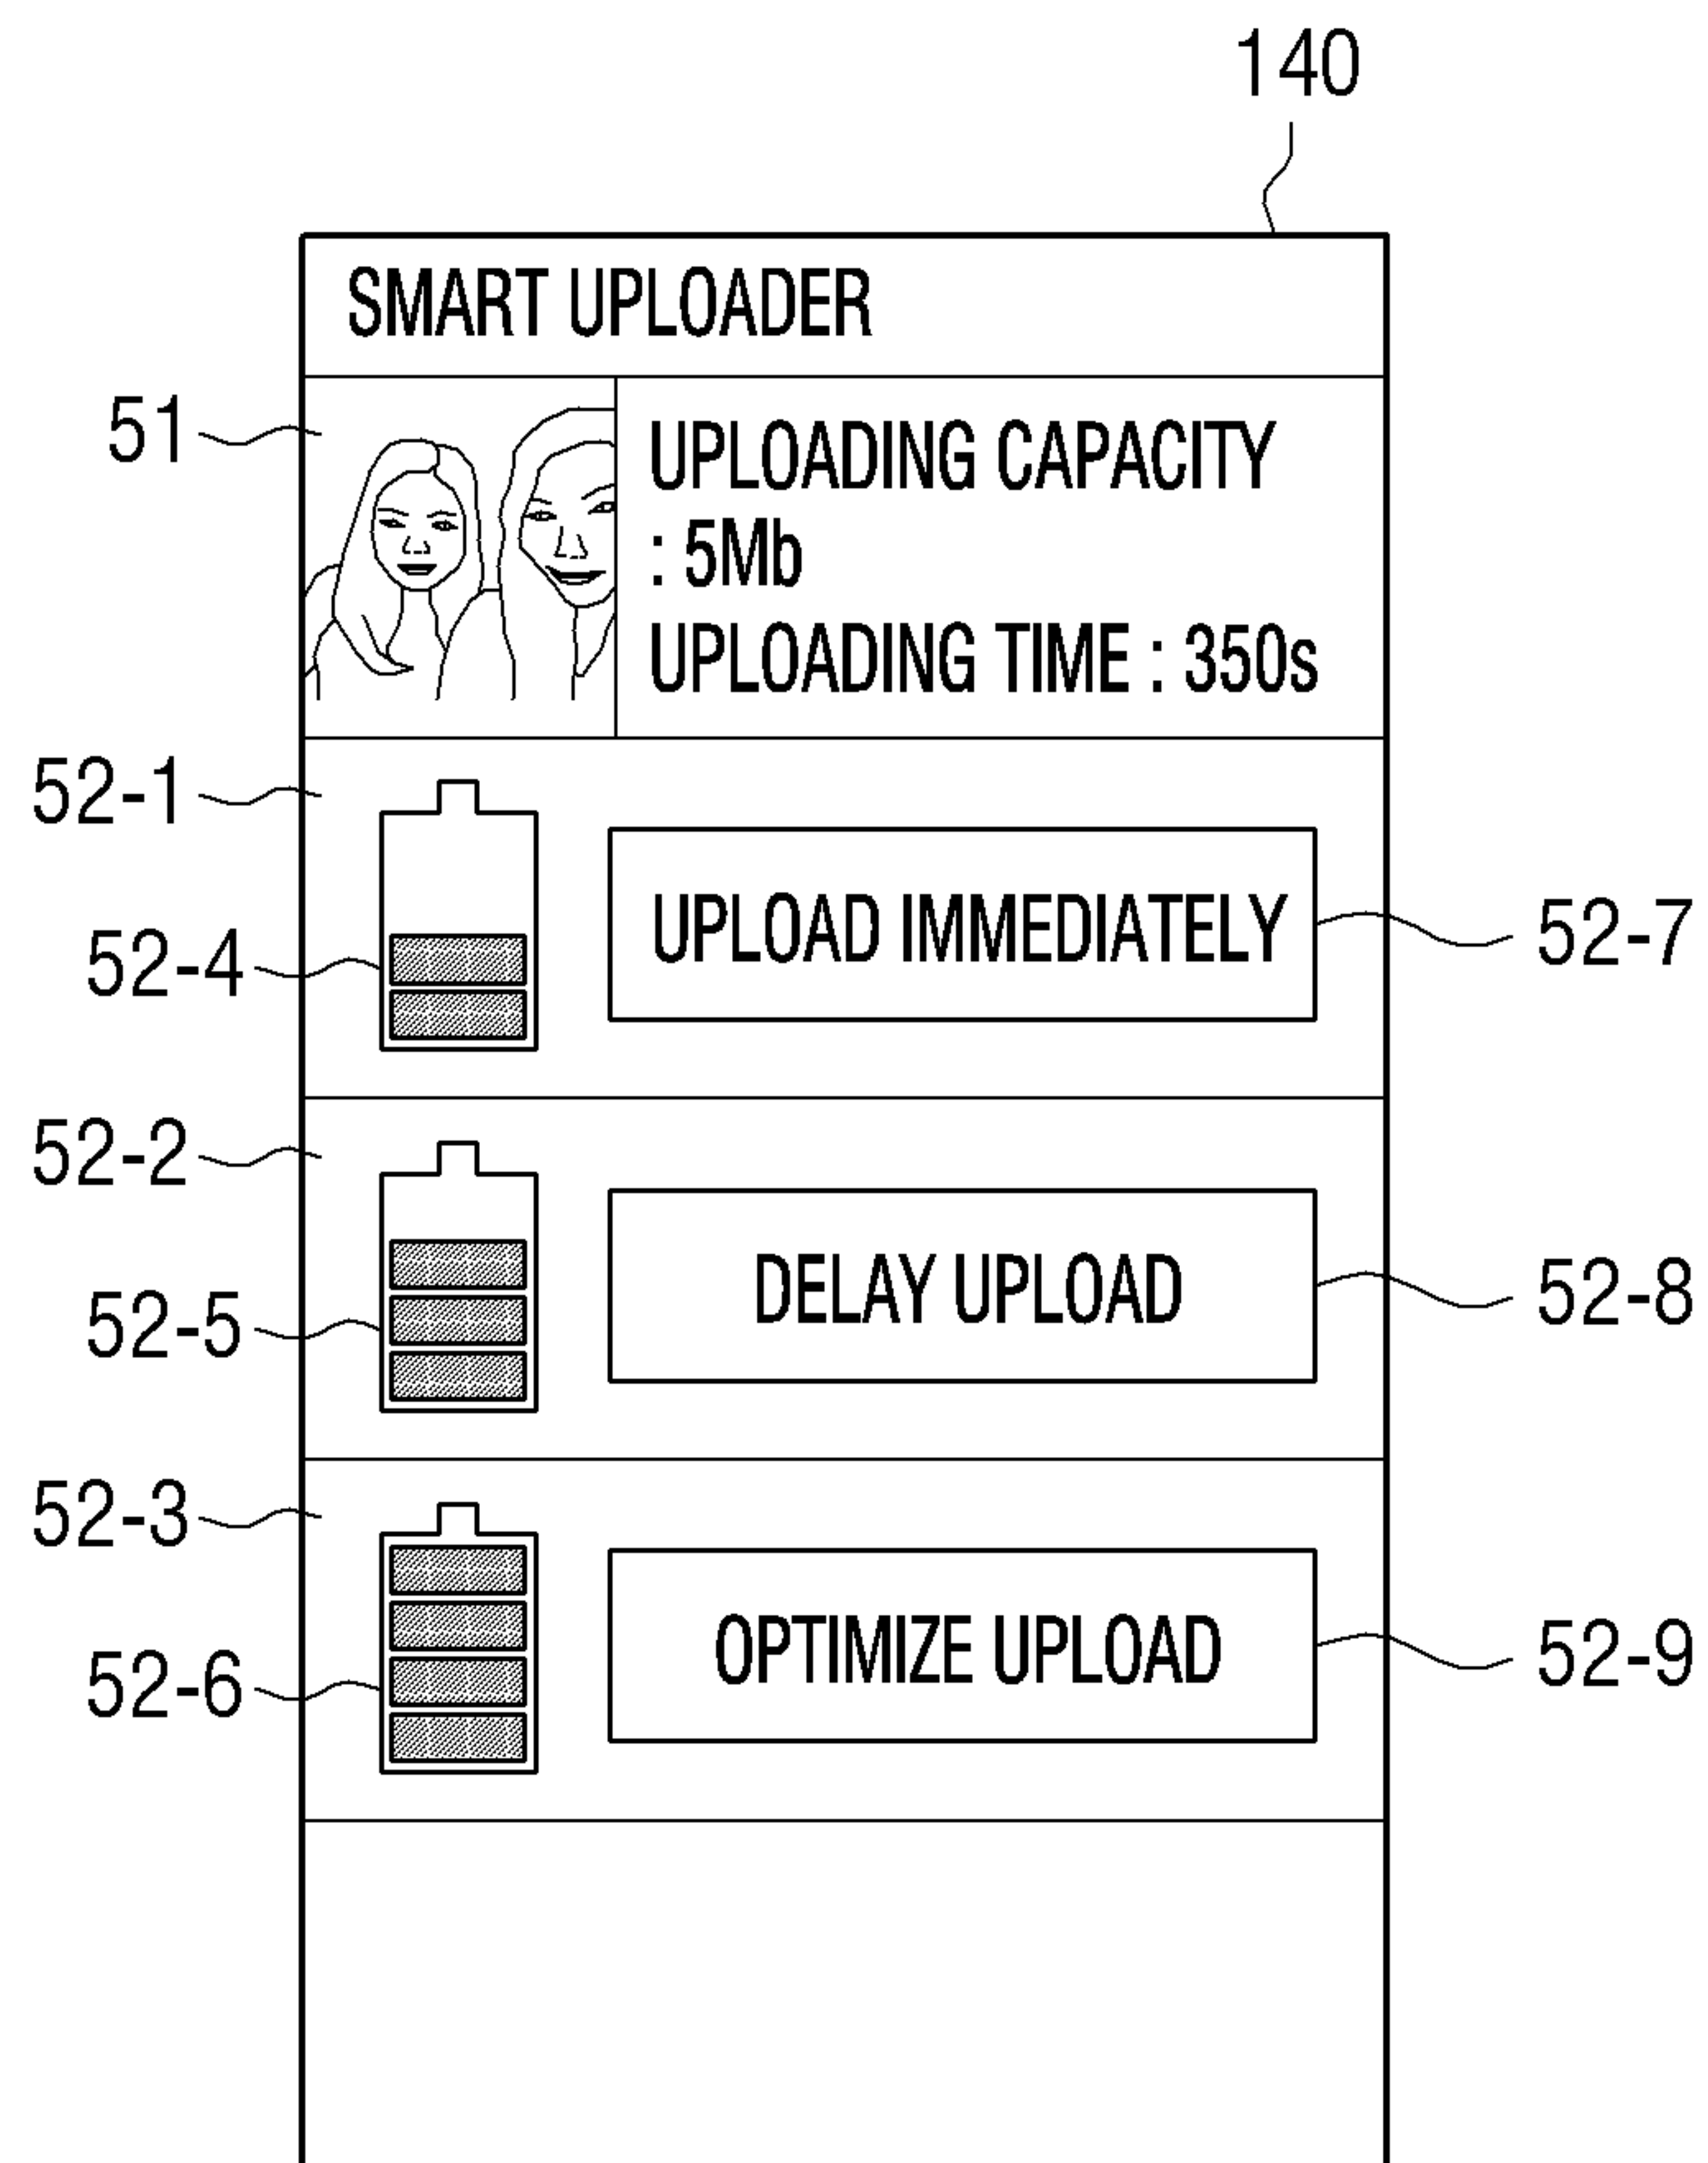 140
SMART UPLOADER
51
UPLOADING CAPACITY
: 5Mb
UPLOADING TIME : 350s
52-1
UPLOAD IMMEDIATELY
52-7
52-4
52-2
DELAY UPLOAD
52-8
52-5
52-3
OPTIMIZE UPLOAD
52-9
52-6